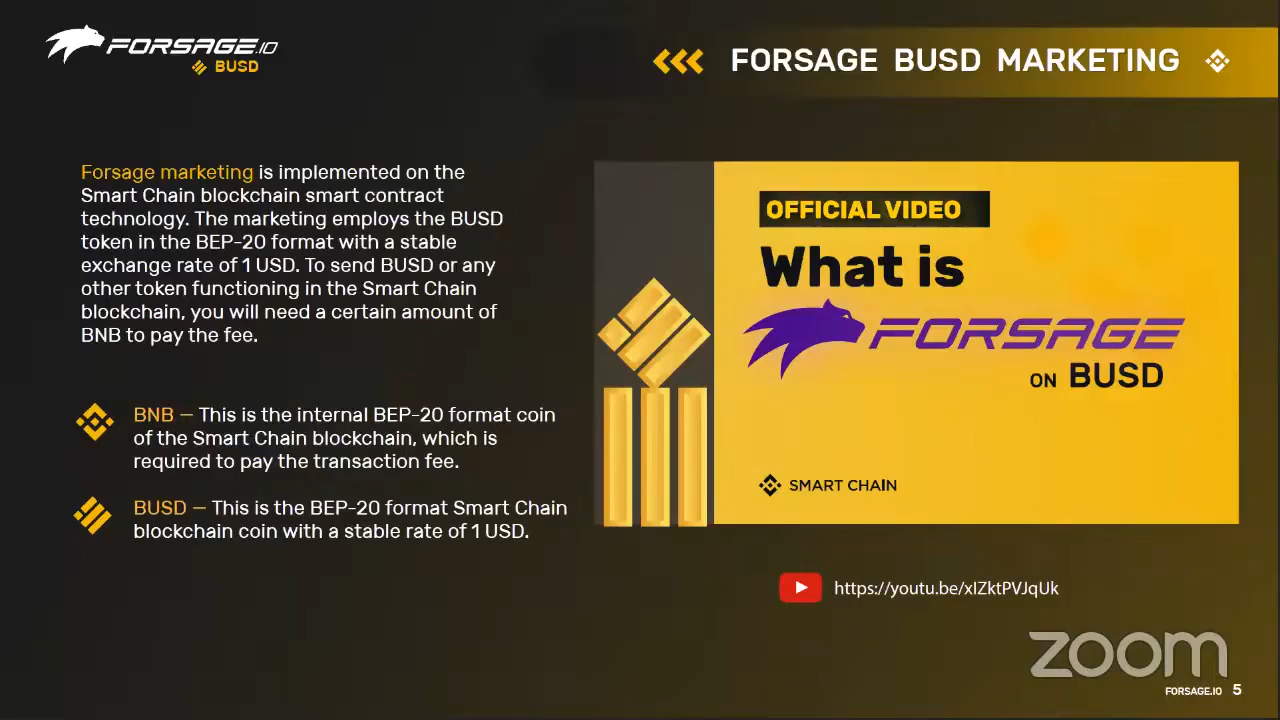 FORSAGE.IO
BUSD
FORSAGE BUSD MARKETING
Forsage marketing is implemented on the
Smart Chain blockchain smart contract
technology. The marketing employs the BUSD
token in the BEP-20 format with a stable
exchange rate of 1 USD. To send BUSD or any
other token functioning in the Smart Chain
blockchain, you will need a certain amount of
BNB to pay the fee.
BNB — This is the internal BEP-20 format coin
of the Smart Chain blockchain, which is
required to pay the transaction fee.
BUSD — This is the BEP-20 format Smart Chain
blockchain coin with a stable rate of 1 USD.
OFFICIAL VIDEO
What is
FORSAGE
ON BUSD
SMART CHAIN
https://youtu.be/xIZktPVJqUk
zoom
FORSAGE.IO 5